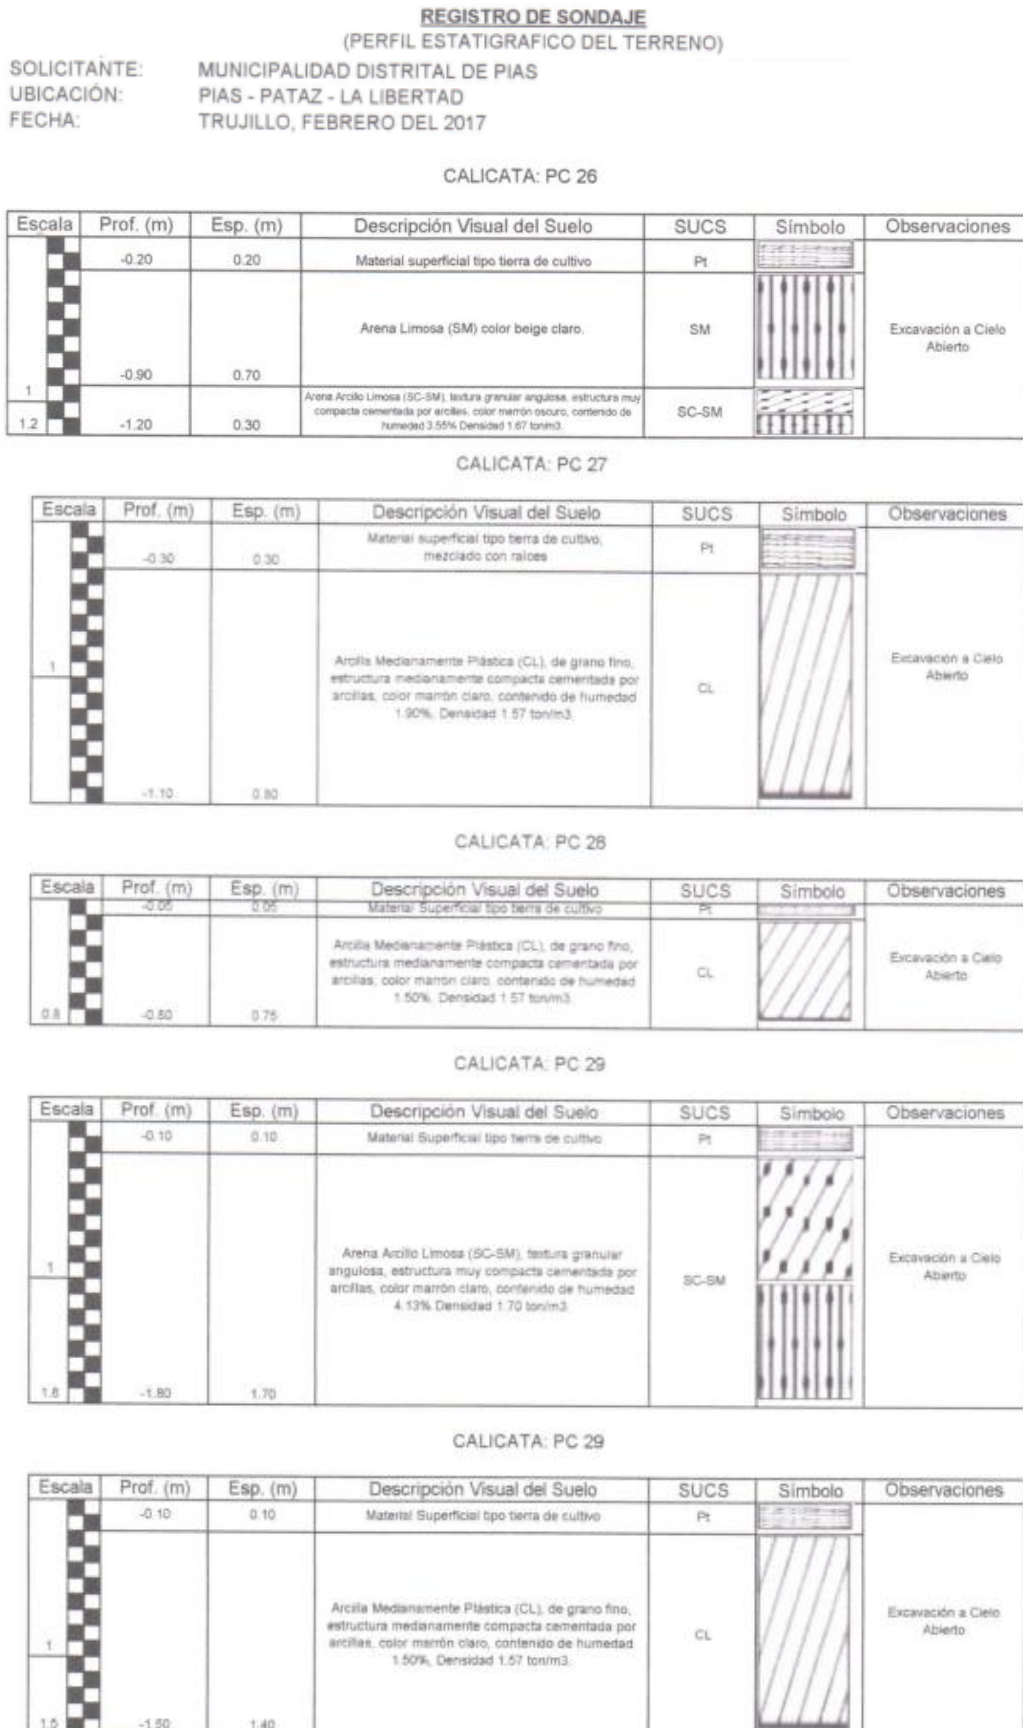 REGISTRO DE SONDAJE
(PERFIL ESTATIGRAFICO DEL TERRENO)
SOLICITANTE: MUNICIPALIDAD DISTRITAL DE PIAS
UBICACIÓN: PIAS - PATAZ - LA LIBERTAD
FECHA: TRUJILLO, FEBRERO DEL 2017
CALICATA: PC 26
Escala Prof. (m) Esp. (m) Descripción Visual del Suelo SUCS Símbolo Observaciones
-0.20 0.20 Material superficial tipo tierra de cultivo Pt
Arena Limosa (SM) color beige claro. SM Excavación a Cielo
Abierto
-0.90 0.70
1 Arena Arcillo Limosa (SC-SM), textura granular angulosa, estructura muy
compacta cementada por arcillas, color marrón oscuro, contenido de SC-SM
1.2 -1.20 0.30 humedad 3.55% Densidad 1.67 ton/m3.
CALICATA: PC 27
Escala Prof. (m) Esp. (m) Descripción Visual del Suelo SUCS Símbolo Observaciones
Material superficial tipo tierra de cultivo, Pt
-0.30 0.30 mezclado con raíces
1 Arcilla Medianamente Plástica (CL), de grano fino, Excavación a Cielo
estructura medianamente compacta cementada por Abierto
arcillas, color marrón claro, contenido de humedad CL
1.90%, Densidad 1.57 ton/m3.
-1.10 0.80
CALICATA: PC 28
Escala Prof. (m) Esp. (m) Descripción Visual del Suelo SUCS Símbolo Observaciones
-0.05 0.05 Material Superficial tipo tierra de cultivo Pt
Arcilla Medianamente Plástica (CL), de grano fino,
estructura medianamente compacta cementada por Excavación a Cielo
arcillas, color marrón claro, contenido de humedad CL Abierto
1.50%, Densidad 1.57 ton/m3.
0.8 -0.80 0.75
CALICATA: PC 29
Escala Prof. (m) Esp. (m) Descripción Visual del Suelo SUCS Símbolo Observaciones
-0.10 0.10 Material Superficial tipo tierra de cultivo Pt
Arena Arcillo Limosa (SC-SM), textura granular
1 angulosa, estructura muy compacta cementada por Excavación a Cielo
arcillas, color marrón claro, contenido de humedad SC-SM Abierto
4.13% Densidad 1.70 ton/m3.
1.8 -1.80 1.70
CALICATA: PC 29
Escala Prof. (m) Esp. (m) Descripción Visual del Suelo SUCS Símbolo Observaciones
-0.10 0.10 Material Superficial tipo tierra de cultivo Pt
Arcilla Medianamente Plástica (CL), de grano fino, Excavación a Cielo
estructura medianamente compacta cementada por Abierto
1 arcillas, color marrón claro, contenido de humedad CL
1.50%, Densidad 1.57 ton/m3.
1.5 -1.50 1.40